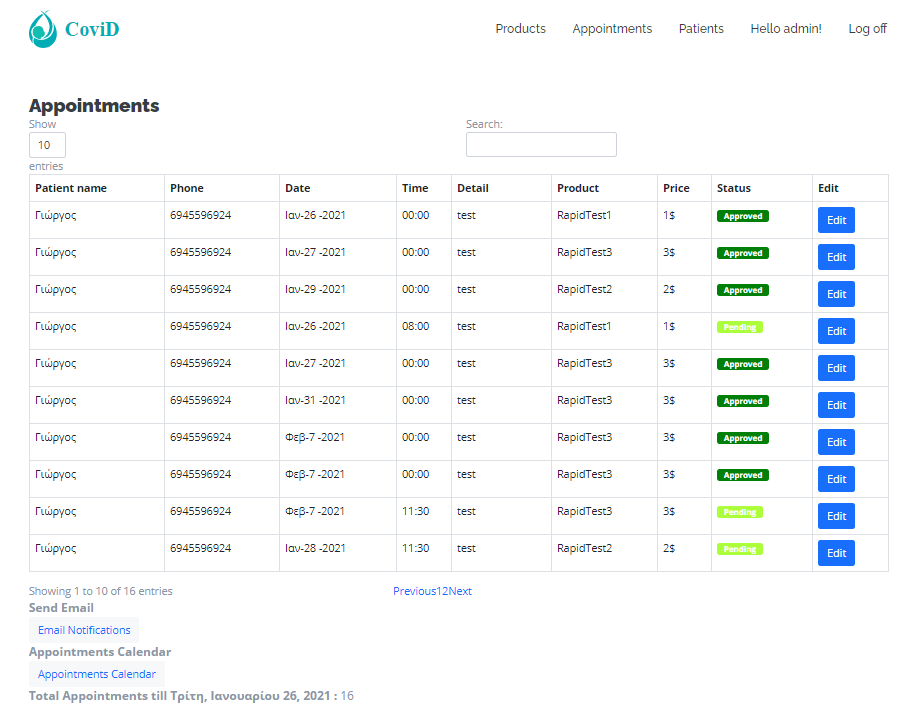 CoviD
Products Appointments Patients Hello admin! Log off
Appointments
Show
10
entries
Search:
Patient name Phone Date Time Detail Product Price Status Edit
Γιώργος 6945596924 Ιαν-26 -2021 00:00 test RapidTest1 1$ Approved Edit
Γιώργος 6945596924 Ιαν-27 -2021 00:00 test RapidTest3 3$ Approved Edit
Γιώργος 6945596924 Ιαν-29 -2021 00:00 test RapidTest2 2$ Approved Edit
Γιώργος 6945596924 Ιαν-26 -2021 08:00 test RapidTest1 1$ Pending Edit
Γιώργος 6945596924 Ιαν-27 -2021 00:00 test RapidTest3 3$ Approved Edit
Γιώργος 6945596924 Ιαν-31 -2021 00:00 test RapidTest3 3$ Approved Edit
Γιώργος 6945596924 Φεβ-7 -2021 00:00 test RapidTest3 3$ Approved Edit
Γιώργος 6945596924 Φεβ-7 -2021 00:00 test RapidTest3 3$ Approved Edit
Γιώργος 6945596924 Φεβ-7 -2021 11:30 test RapidTest3 3$ Pending Edit
Γιώργος 6945596924 Ιαν-28 -2021 11:30 test RapidTest2 2$ Pending Edit
Showing 1 to 10 of 16 entries Previous12Next
Send Email
Email Notifications
Appointments Calendar
Appointments Calendar
Total Appointments till Τρίτη, Ιανουαρίου 26, 2021 : 16